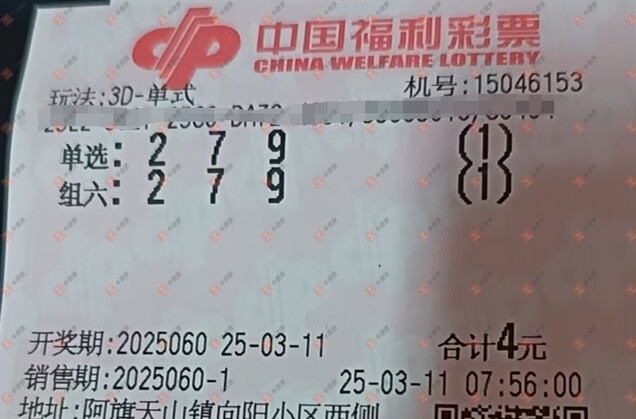 中国福利彩票
CHINA WELFARE LOTTERY
玩法:3D-单式 机号:15046153
单选: 2 7 9 (1)
组六: 2 7 9 (1)
开奖期:2025060 25-03-11 合计4元
销售期:2025060-1 25-03-11 07:56:00
地址:阿旗天山镇向阳小区西侧